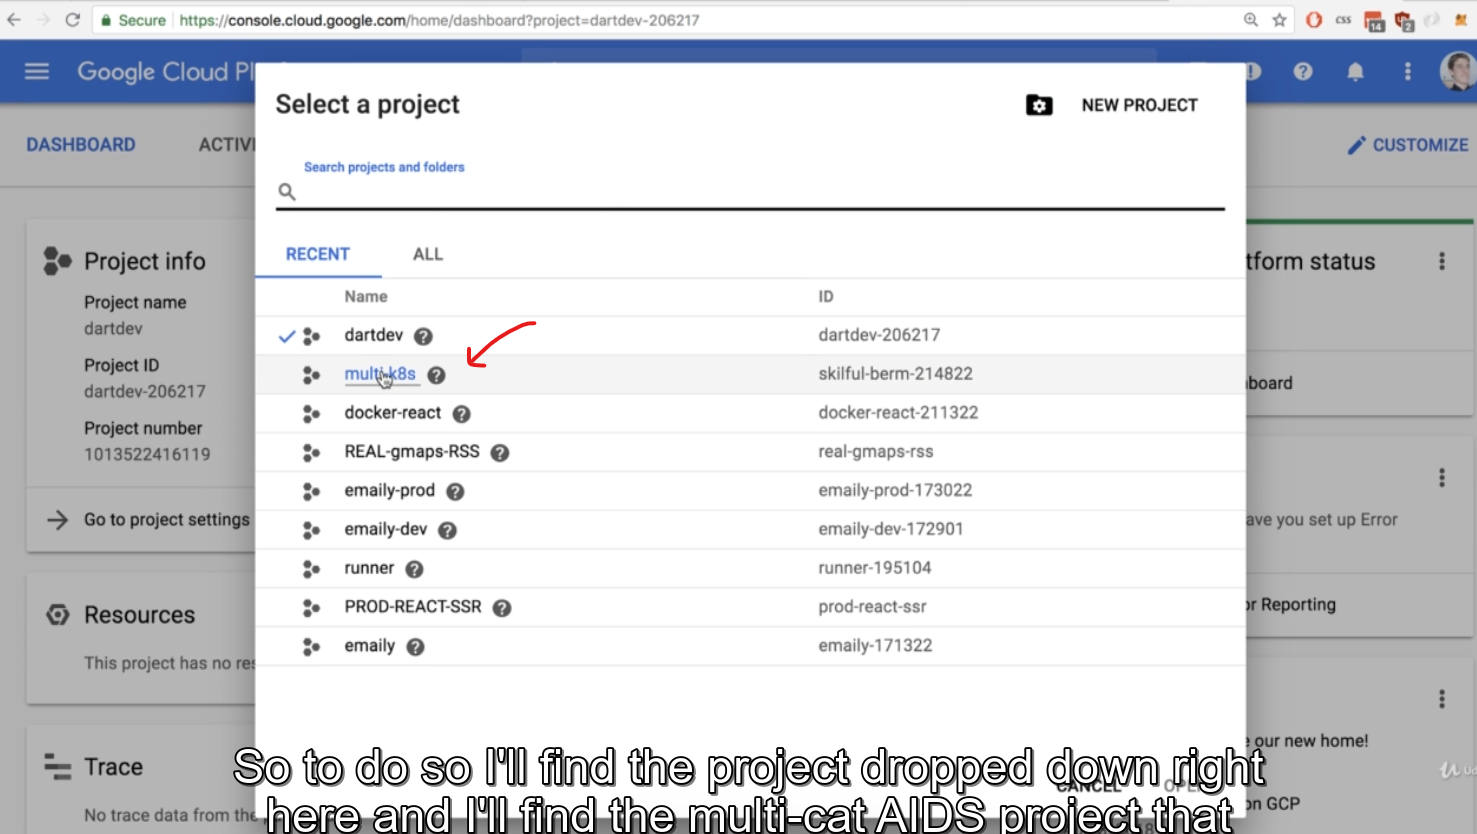 Secure https://console.cloud.google.com/home/dashboard?project=dartdev-206217
css
14
2
Google Cloud Pl
Select a project
NEW PROJECT
DASHBOARD
ACTIVI
CUSTOMIZE
Search projects and folders
RECENT
ALL
Project info
tform status
Name
ID
Project name
dartdev
dartdev
dartdev-206217
Project ID
dartdev-206217
multi-k8s
skilful-berm-214822
board
docker-react
docker-react-211322
Project number
1013522416119
REAL-gmaps-RSS
real-gmaps-rss
emaily-prod
emaily-prod-173022
Go to project settings
ave you set up Error
emaily-dev
emaily-dev-172901
runner
runner-195104
PROD-REACT-SSR
prod-react-ssr
or Reporting
Resources
emaily
emaily-171322
This project has no res
e our new home!
Trace
So to do so I'll find the project dropped down right
CANCEL
on GCP
No trace data from the
here and I'll find the multi-cat AIDS project that